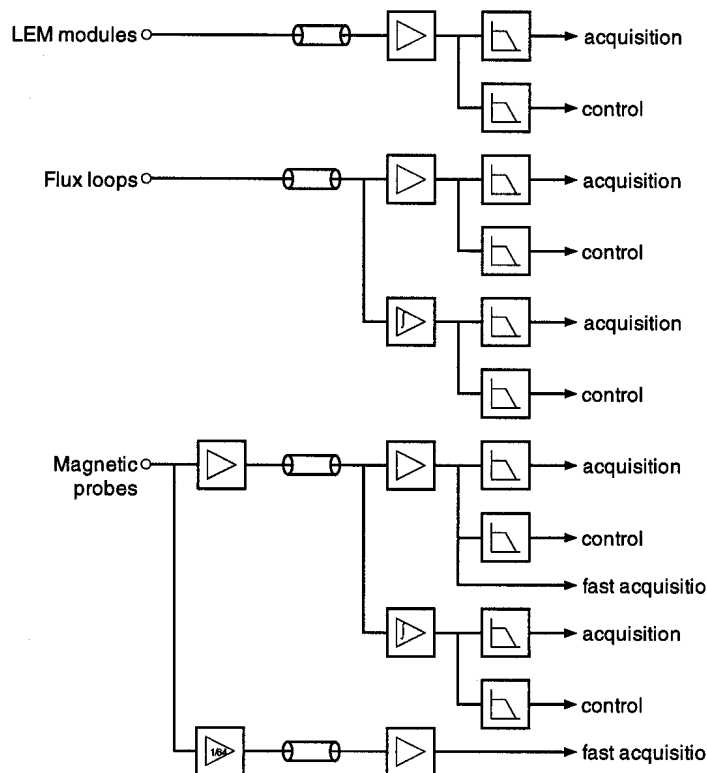 LEM modules
acquisition
control
Flux loops
acquisition
control
∫
acquisition
control
Magnetic
probes
acquisition
control
fast acquisitio
∫
acquisition
control
1/64
fast acquisitio